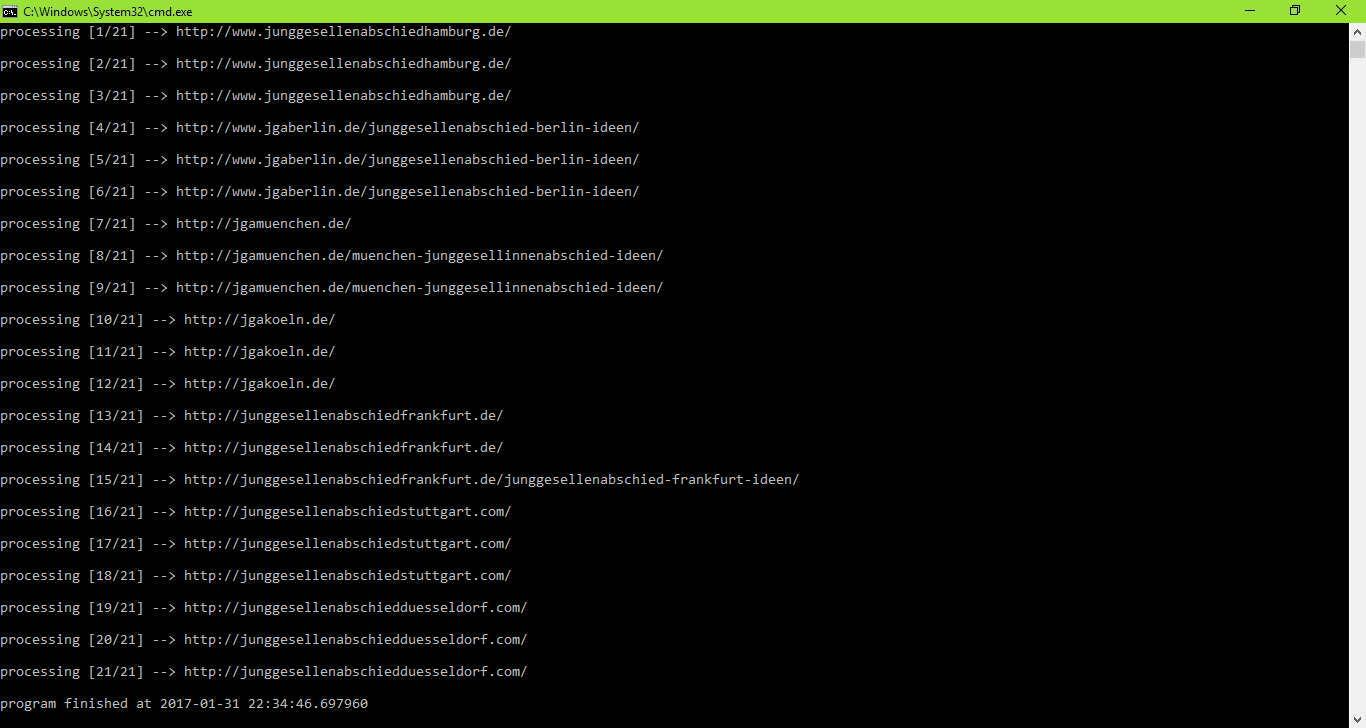 C:\Windows\System32\cmd.exe
processing [1/21] --> http://www.junggesellenabschiedhamburg.de/
processing [2/21] --> http://www.junggesellenabschiedhamburg.de/
processing [3/21] --> http://www.junggesellenabschiedhamburg.de/
processing [4/21] --> http://www.jgaberlin.de/junggesellenabschied-berlin-ideen/
processing [5/21] --> http://www.jgaberlin.de/junggesellenabschied-berlin-ideen/
processing [6/21] --> http://www.jgaberlin.de/junggesellenabschied-berlin-ideen/
processing [7/21] --> http://jgamuenchen.de/
processing [8/21] --> http://jgamuenchen.de/muenchen-junggesellinnenabschied-ideen/
processing [9/21] --> http://jgamuenchen.de/muenchen-junggesellinnenabschied-ideen/
processing [10/21] --> http://jgakoeln.de/
processing [11/21] --> http://jgakoeln.de/
processing [12/21] --> http://jgakoeln.de/
processing [13/21] --> http://junggesellenabschiedfrankfurt.de/
processing [14/21] --> http://junggesellenabschiedfrankfurt.de/
processing [15/21] --> http://junggesellenabschiedfrankfurt.de/junggesellenabschied-frankfurt-ideen/
processing [16/21] --> http://junggesellenabschiedstuttgart.com/
processing [17/21] --> http://junggesellenabschiedstuttgart.com/
processing [18/21] --> http://junggesellenabschiedstuttgart.com/
processing [19/21] --> http://junggesellenabschiedduesseldorf.com/
processing [20/21] --> http://junggesellenabschiedduesseldorf.com/
processing [21/21] --> http://junggesellenabschiedduesseldorf.com/
program finished at 2017-01-31 22:34:46.697960